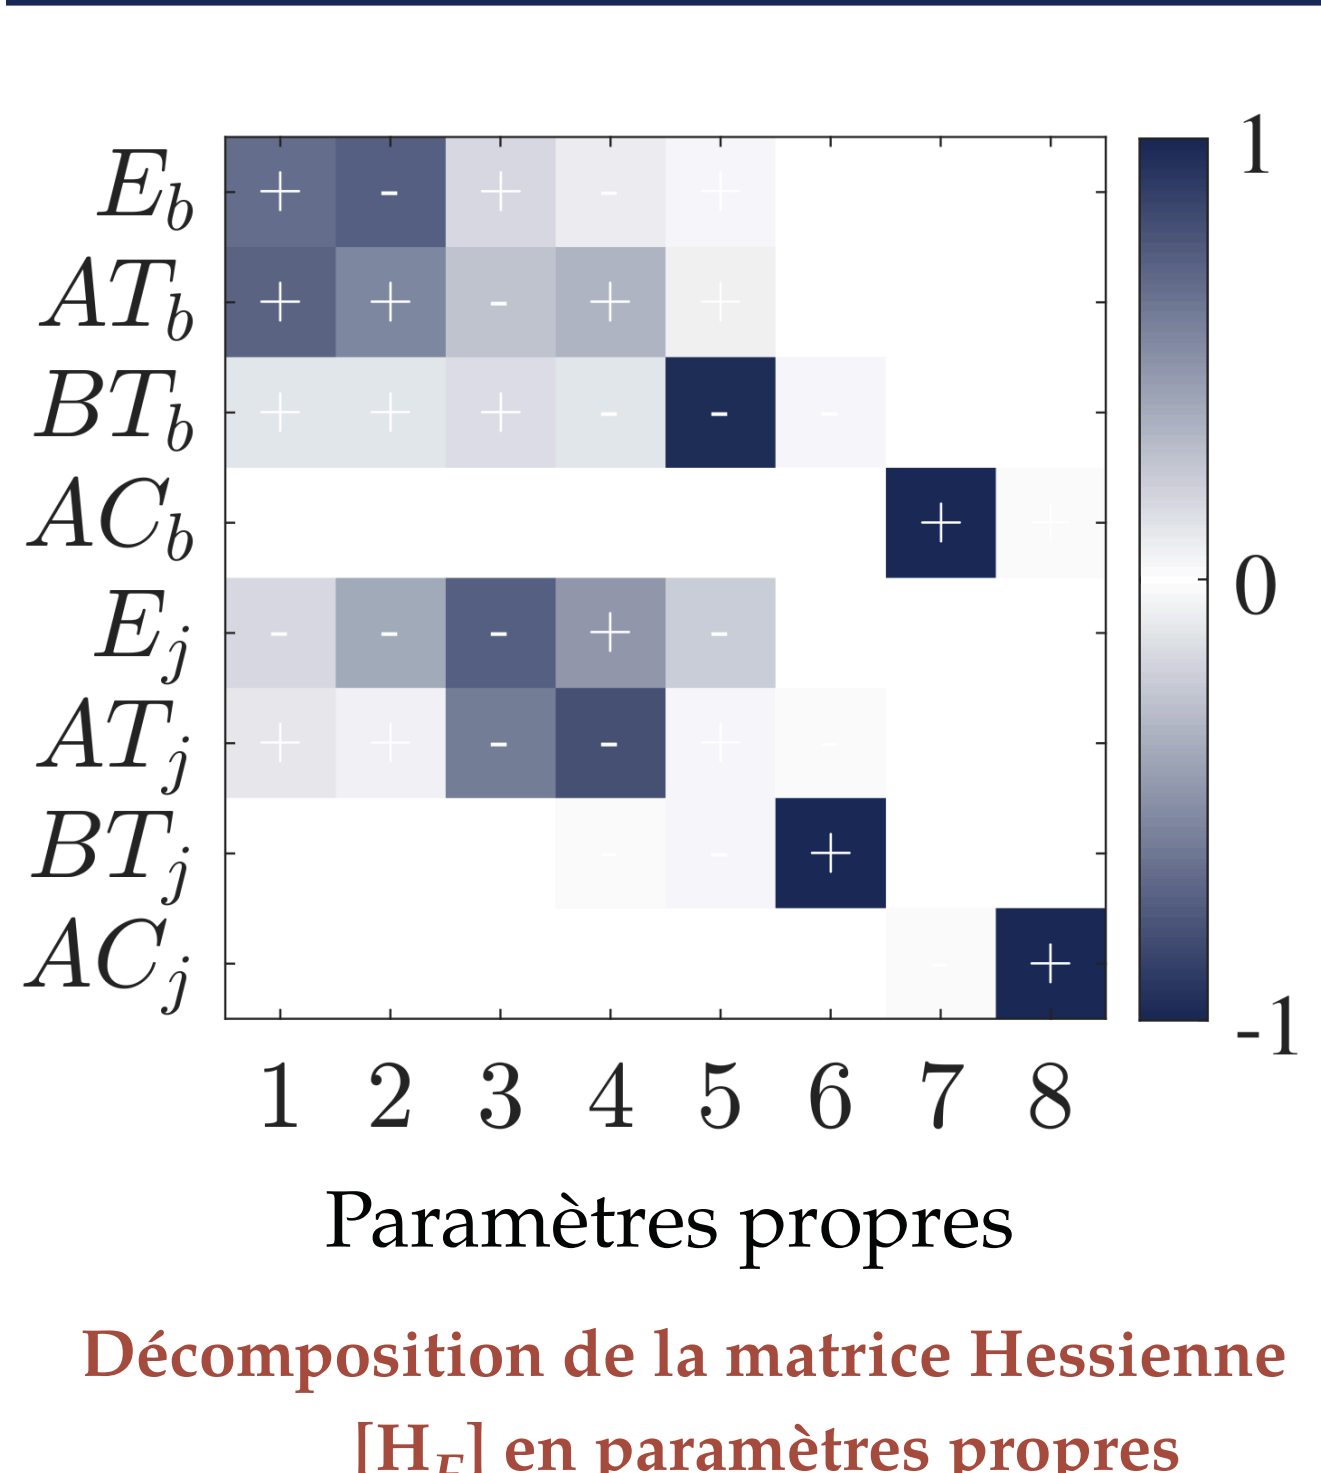 E_b + - + - + 1
AT_b + + - + +
BT_b + + + - - -
AC_b + +
E_j - - - + - 0
AT_j + + - - + -
BT_j - - +
AC_j - +
-1
1 2 3 4 5 6 7 8
Paramètres propres
Décomposition de la matrice Hessienne
[H_E] en paramètres propres